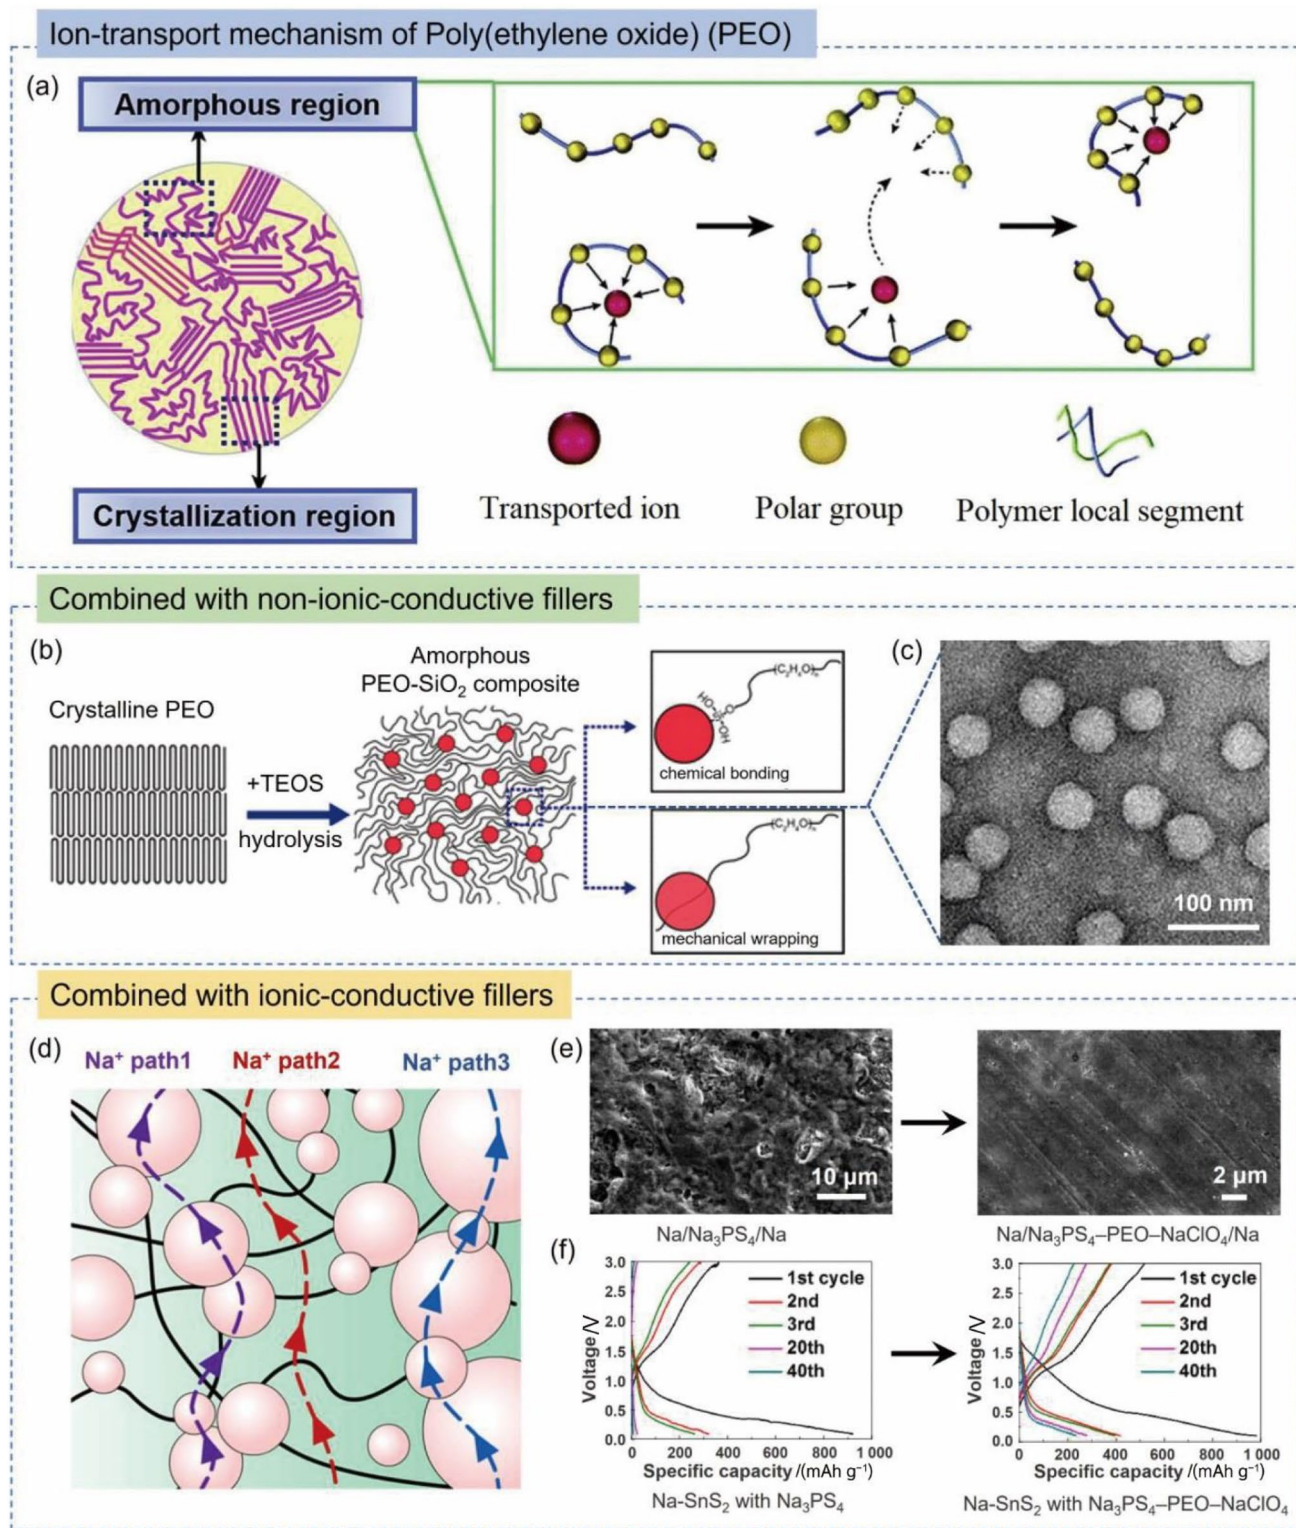 Ion-transport mechanism of Poly(ethylene oxide) (PEO)
(a)
Amorphous region
Crystallization region
Transported ion
Polar group
Polymer local segment
Combined with non-ionic-conductive fillers
(b)
Crystalline PEO
+TEOS
hydrolysis
Amorphous
PEO-SiO₂ composite
(C₂H₄O)ₙ
HO
Si
O
OH
chemical bonding
(C₂H₄O)ₙ
mechanical wrapping
(c)
100 nm
Combined with ionic-conductive fillers
(d)
Na⁺ path1
Na⁺ path2
Na⁺ path3
(e)
10 μm
2 μm
Na/Na₃PS₄/Na
Na/Na₃PS₄–PEO–NaClO₄/Na
(f)
3.0
2.5
2.0
1.5
1.0
0.5
0.0
Voltage/V
1st cycle
2nd
3rd
20th
40th
0 200 400 600 800 1 000
Specific capacity /(mAh g⁻¹)
Na-SnS₂ with Na₃PS₄
3.0
2.5
2.0
1.5
1.0
0.5
0.0
Voltage /V
1st cycle
2nd
3rd
20th
40th
0 200 400 600 800 1 000
Specific capacity /(mAh g⁻¹)
Na-SnS₂ with Na₃PS₄–PEO–NaClO₄